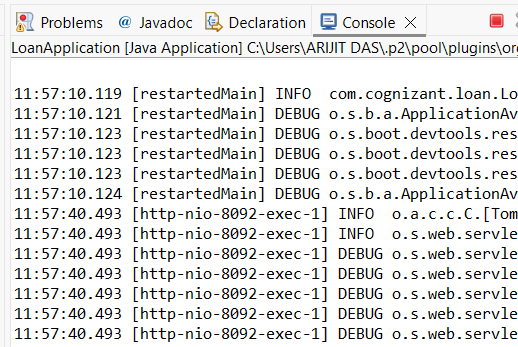 Problems @ Javadoc Declaration Console
LoanApplication [Java Application] C:\Users\ARIJIT DAS\.p2\pool\plugins\org
11:57:10.119 [restartedMain] INFO  com.cognizant.loan.Lo
11:57:10.121 [restartedMain] DEBUG o.s.b.a.ApplicationAv
11:57:10.123 [restartedMain] DEBUG o.s.boot.devtools.res
11:57:10.123 [restartedMain] DEBUG o.s.boot.devtools.res
11:57:10.123 [restartedMain] DEBUG o.s.boot.devtools.res
11:57:10.124 [restartedMain] DEBUG o.s.b.a.ApplicationAv
11:57:40.493 [http-nio-8092-exec-1] INFO  o.a.c.c.C.[Tom
11:57:40.493 [http-nio-8092-exec-1] INFO  o.s.web.servle
11:57:40.493 [http-nio-8092-exec-1] DEBUG o.s.web.servle
11:57:40.493 [http-nio-8092-exec-1] DEBUG o.s.web.servle
11:57:40.493 [http-nio-8092-exec-1] DEBUG o.s.web.servle
11:57:40.493 [http-nio-8092-exec-1] DEBUG o.s.web.servle
11:57:40.493 [http-nio-8092-exec-1] DEBUG o.s.web.servle